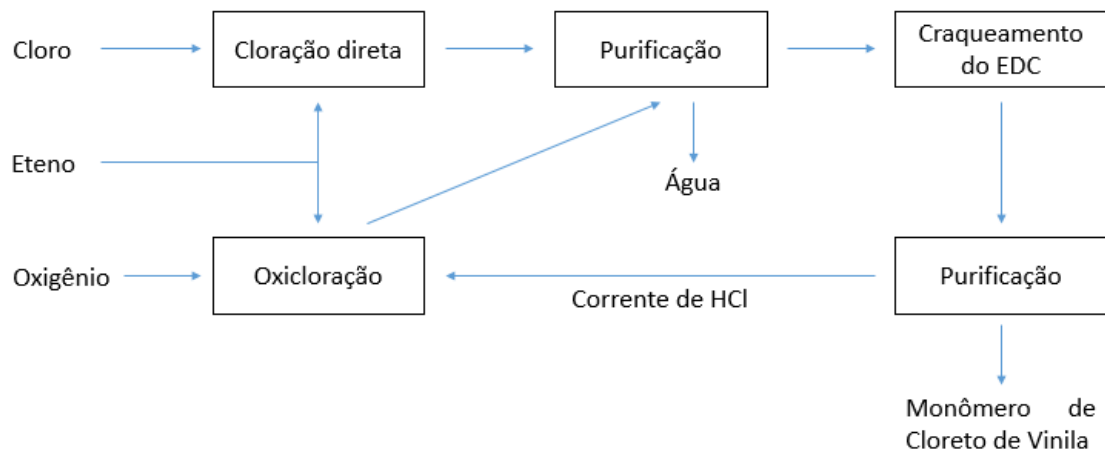 Cloro
Cloração direta
Purificação
Craqueamento
do EDC
Eteno
Água
Oxigênio
Oxicloração
Corrente de HCl
Purificação
Monômero de
Cloreto de Vinila